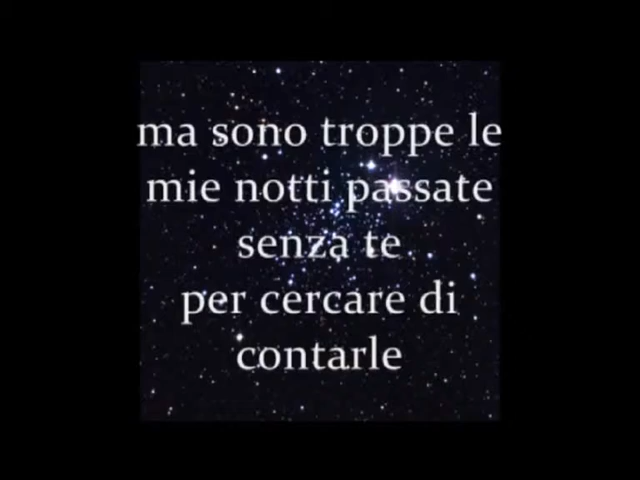 ma sono troppe le
mie notti passate
senza te
per cercare di
contarle